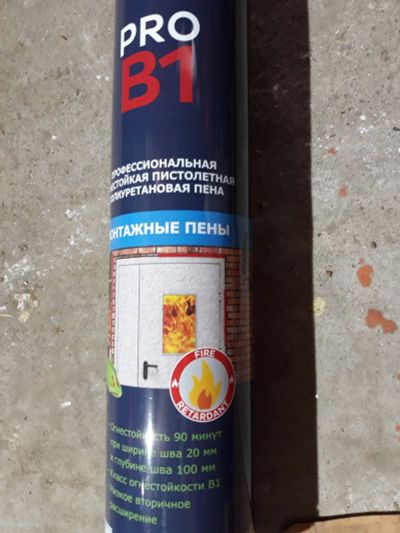 PRO
B1
ПРОФЕССИОНАЛЬНАЯ
ПИСТОЛЕТНАЯ
ПОЛИУРЕТАНОВАЯ ПЕНА
МОНТАЖНЫЕ ПЕНЫ
FIRE
RETARDANT
Огнестойкость 90 минут
при ширине шва 20 мм
и глубине шва 100 мм
Класс огнестойкости B1
Низкое вторичное
расширение